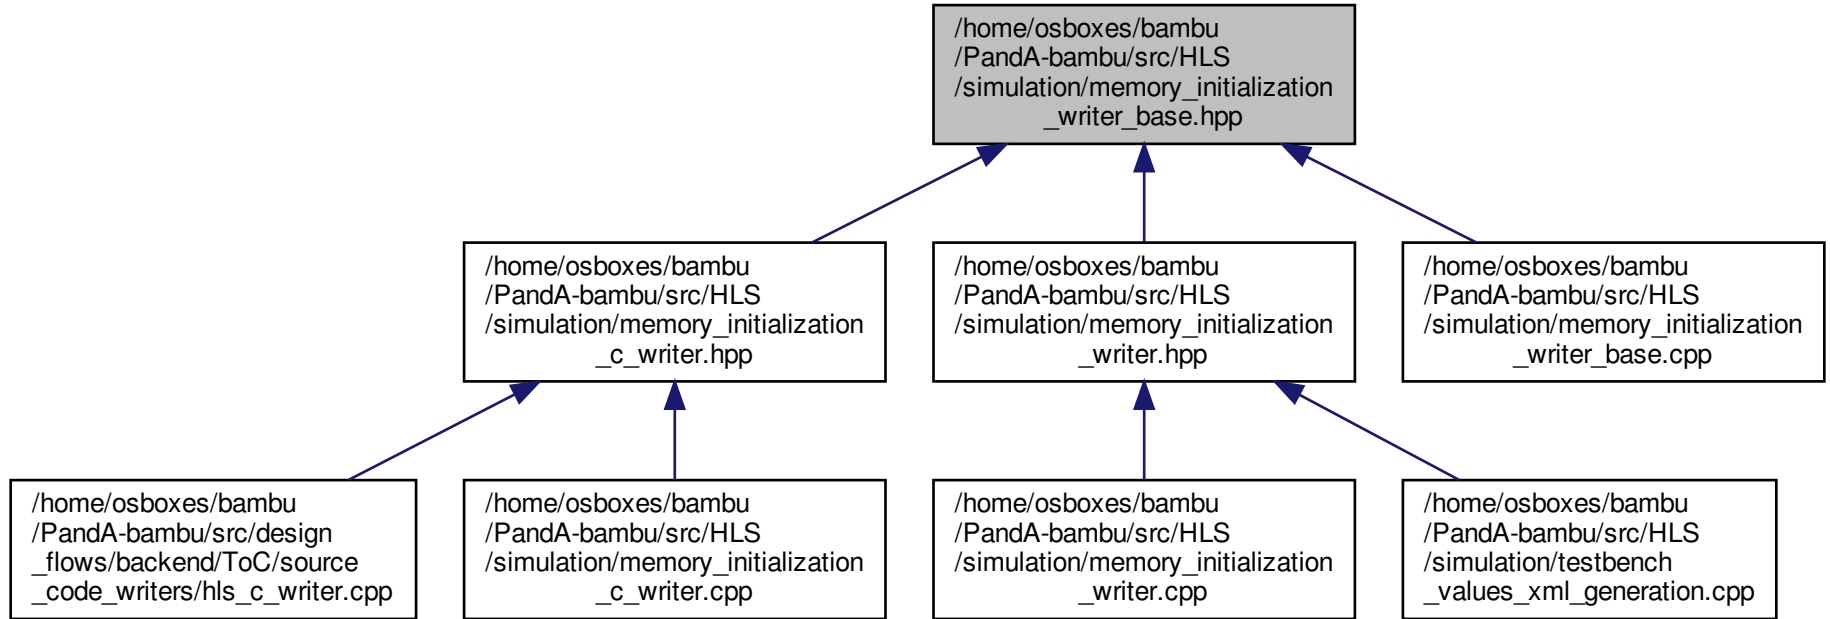 /home/osboxes/bambu
/PandA-bambu/src/HLS
/simulation/memory_initialization
_writer_base.hpp
/home/osboxes/bambu
/PandA-bambu/src/HLS
/simulation/memory_initialization
_c_writer.hpp
/home/osboxes/bambu
/PandA-bambu/src/HLS
/simulation/memory_initialization
_writer.hpp
/home/osboxes/bambu
/PandA-bambu/src/HLS
/simulation/memory_initialization
_writer_base.cpp
/home/osboxes/bambu
/PandA-bambu/src/design
_flows/backend/ToC/source
_code_writers/hls_c_writer.cpp
/home/osboxes/bambu
/PandA-bambu/src/HLS
/simulation/memory_initialization
_c_writer.cpp
/home/osboxes/bambu
/PandA-bambu/src/HLS
/simulation/memory_initialization
_writer.cpp
/home/osboxes/bambu
/PandA-bambu/src/HLS
/simulation/testbench
_values_xml_generation.cpp